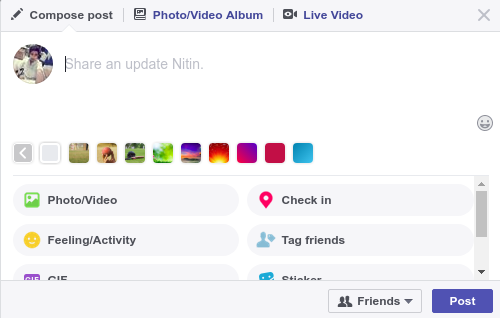 Compose post
Photo/Video Album
Live Video
Share an update Nitin.
Photo/Video
Check in
Feeling/Activity
Tag friends
GIF
Sticker
Friends
Post